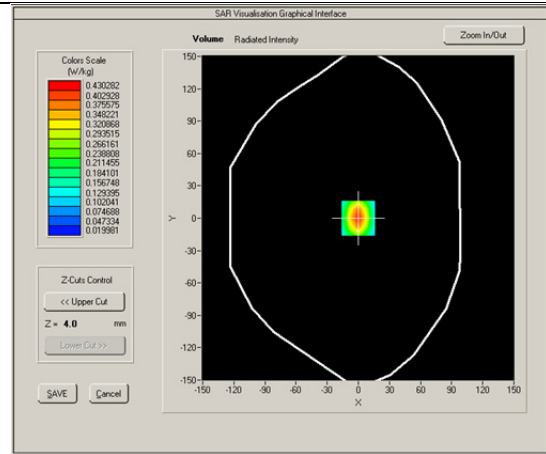 SAR Visualisation Graphical Interface
Volume Radiated Intensity
Zoom In/Out
Colors Scale
(W/kg)
0.430282
0.402928
0.375575
0.348221
0.320868
0.293515
0.266161
0.238808
0.211455
0.184101
0.156748
0.129395
0.102041
0.074688
0.047334
0.019981
Z-Cuts Control
<< Upper Cut
Z = 4.0 mm
Lower Cut >>
SAVE
Cancel
150
120
90
60
30
0
-30
-60
-90
-120
-150
Y
-150 -120 -90 -60 -30 0 30 60 90 120 150
X